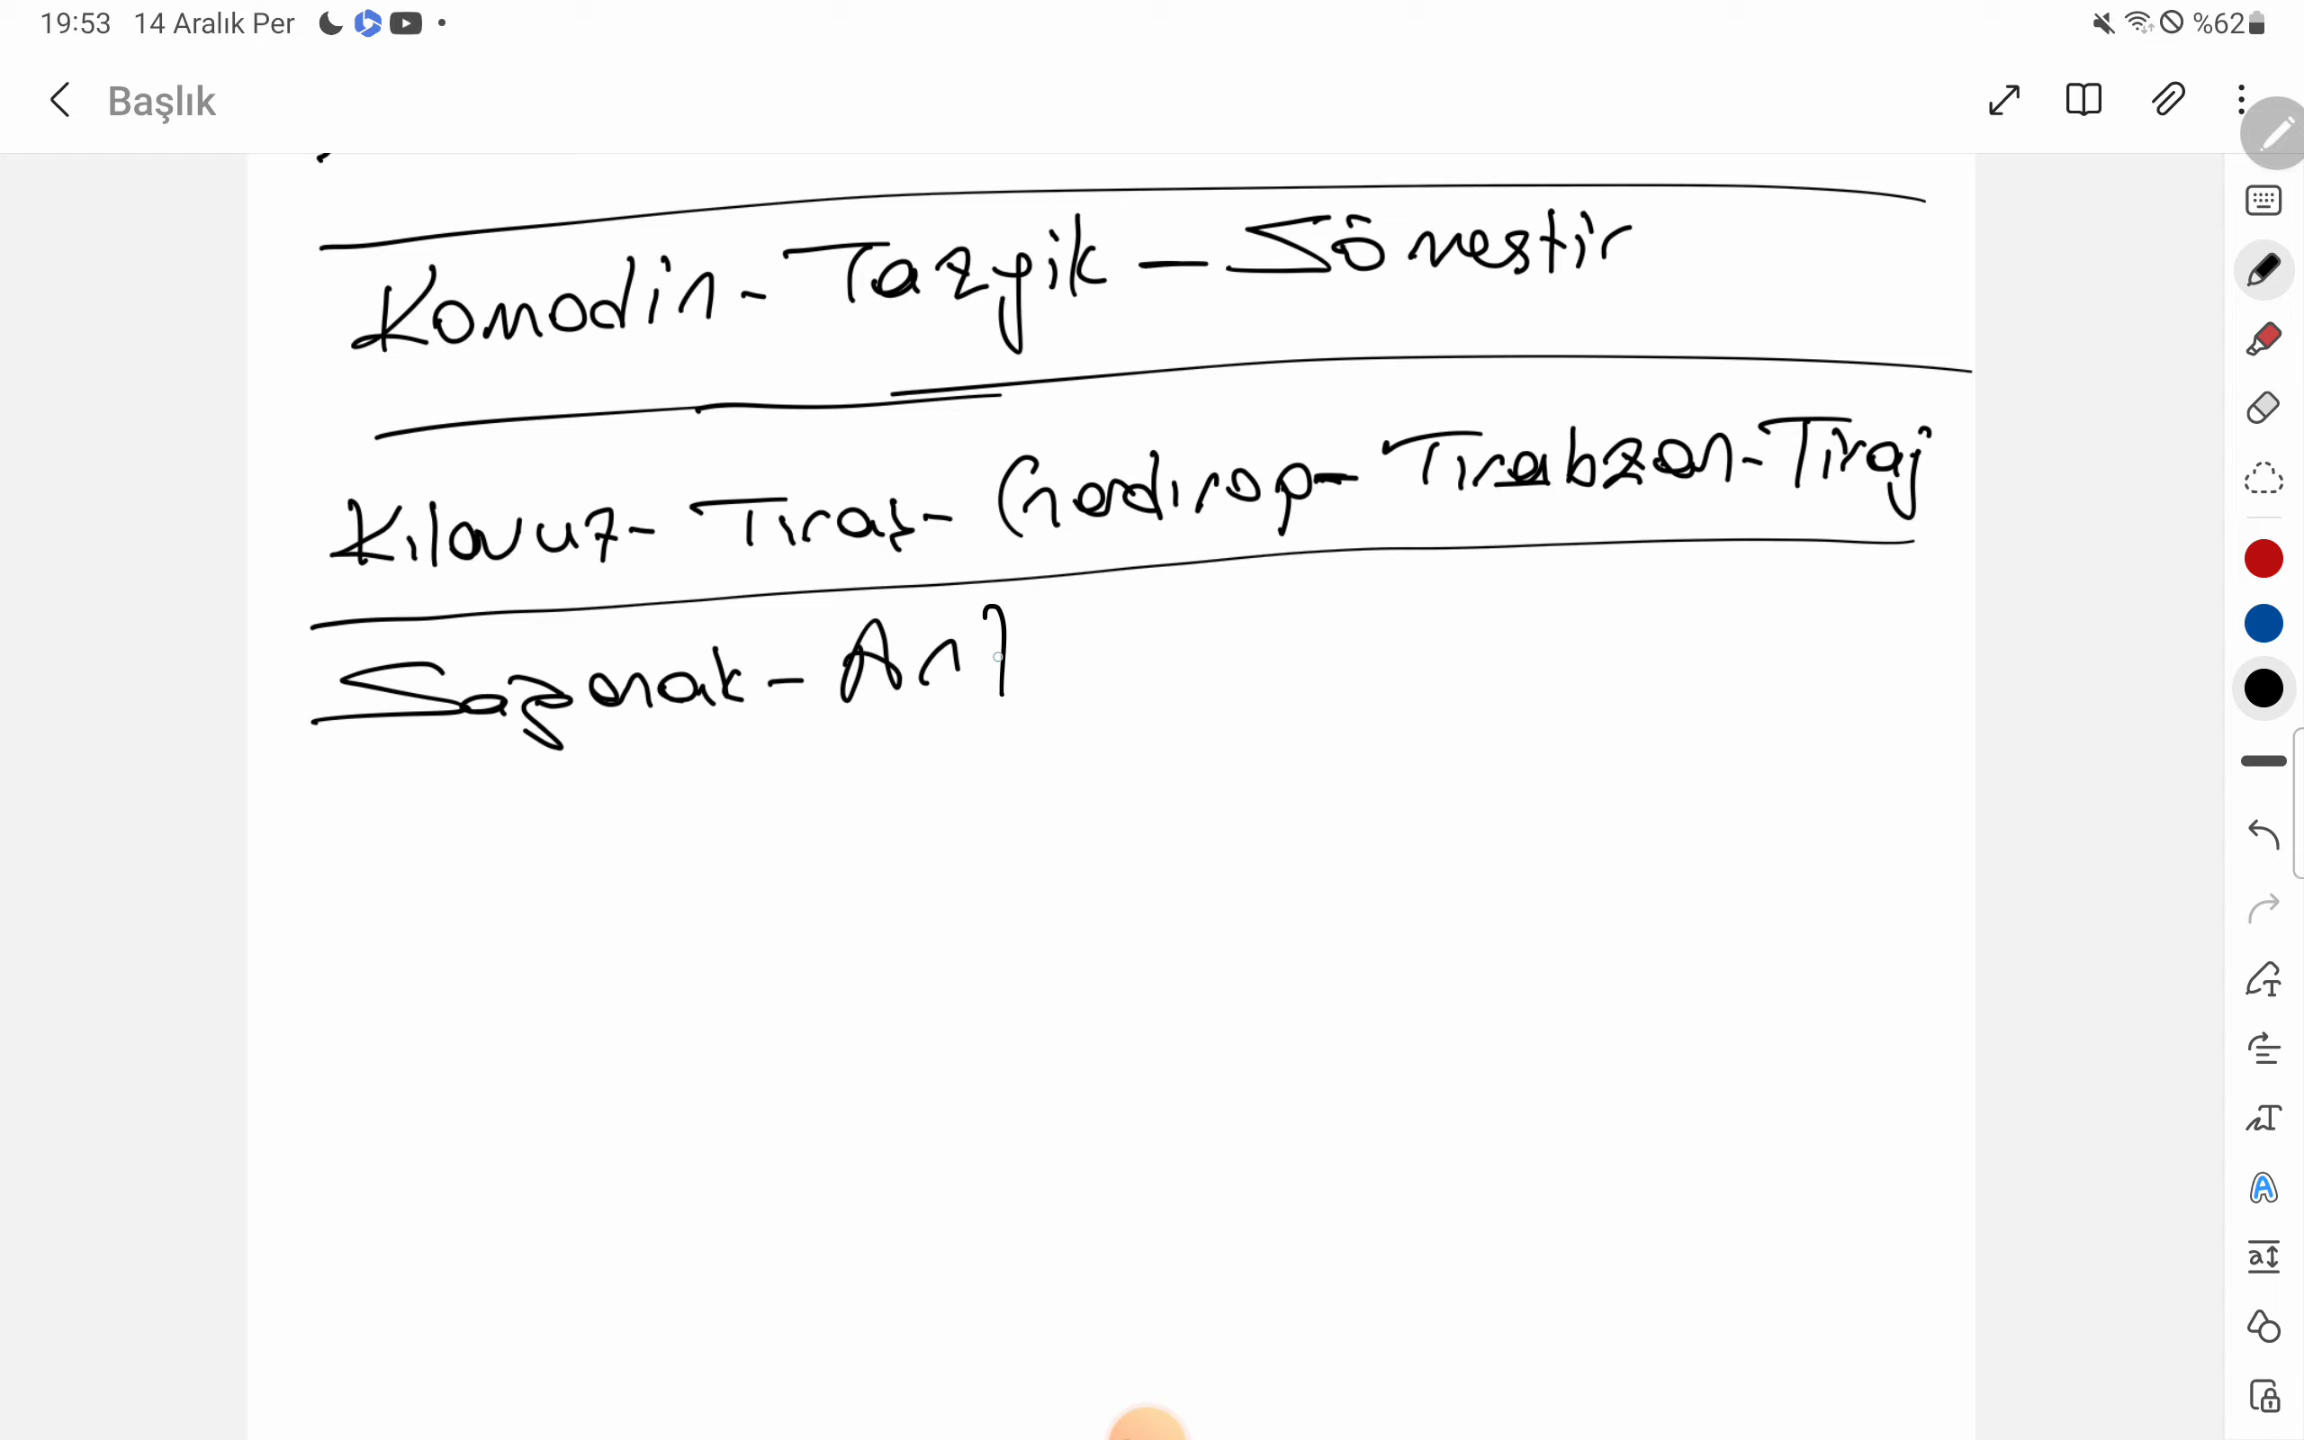 19:53 14 Aralık Per %62
Başlık
Komodin - Tazyik - Sömestir
Kılavuz - Tıraş - Gardırop - Tırabzan - Tiraj
Sağanak - An